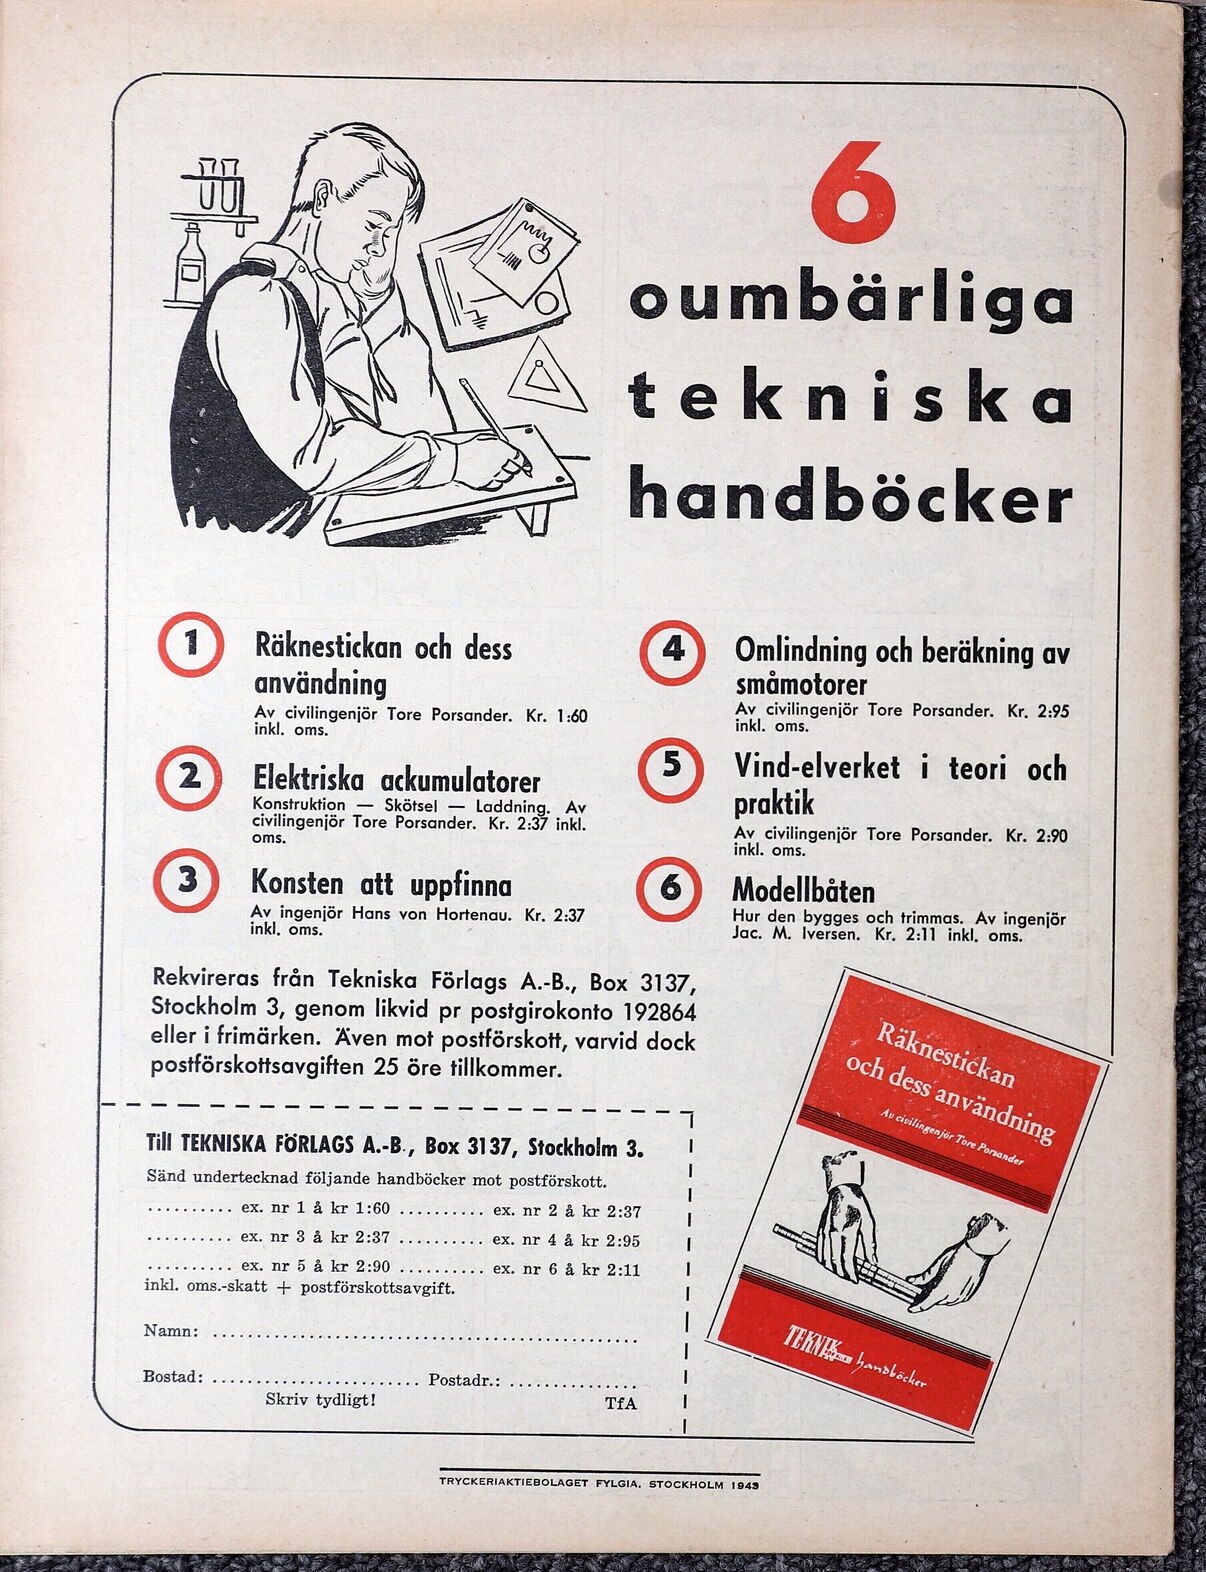 6
oumbärliga
tekniska
handböcker
1
Räknestickan och dess
användning
Av civilingenjör Tore Porsander. Kr. 1:60
inkl. oms.
2
Elektriska ackumulatorer
Konstruktion — Skötsel — Laddning. Av
civilingenjör Tore Porsander. Kr. 2:37 inkl.
oms.
3
Konsten att uppfinna
Av ingenjör Hans von Hortenau. Kr. 2:37
inkl. oms.
4
Omlindning och beräkning av
småmotorer
Av civilingenjör Tore Porsander. Kr. 2:95
inkl. oms.
5
Vind-elverket i teori och
praktik
Av civilingenjör Tore Porsander. Kr. 2:90
inkl. oms.
6
Modellbåten
Hur den bygges och trimmas. Av ingenjör
Jac. M. Iversen. Kr. 2:11 inkl. oms.
Rekvireras från Tekniska Förlags A.-B., Box 3137,
Stockholm 3, genom likvid pr postgirokonto 192864
eller i frimärken. Även mot postförskott, varvid dock
postförskottsavgiften 25 öre tillkommer.
Till TEKNISKA FÖRLAGS A.-B., Box 3137, Stockholm 3.
Sänd undertecknad följande handböcker mot postförskott.
.......... ex. nr 1 å kr 1:60 .......... ex. nr 2 å kr 2:37
.......... ex. nr 3 å kr 2:37 .......... ex. nr 4 å kr 2:95
.......... ex. nr 5 å kr 2:90 .......... ex. nr 6 å kr 2:11
inkl. oms.-skatt + postförskottsavgift.
Namn: ................................................
Bostad: ........................ Postadr.: ...............
Skriv tydligt! TfA
Räknestickan
och dess användning
Av civilingenjör Tore Porsander
TEKNIK handböcker
TRYCKERIAKTIEBOLAGET FYLGIA, STOCKHOLM 1943